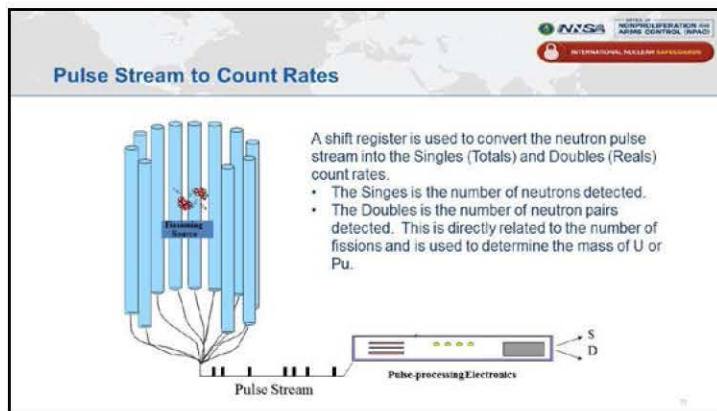 NNSA
OFFICE OF
NONPROLIFERATION AND
ARMS CONTROL (NPAC)
INTERNATIONAL NUCLEAR SAFEGUARDS
Pulse Stream to Count Rates
A shift register is used to convert the neutron pulse
stream into the Singles (Totals) and Doubles (Reals)
count rates.
• The Singes is the number of neutrons detected.
• The Doubles is the number of neutron pairs
detected. This is directly related to the number of
fissions and is used to determine the mass of U or
Pu.
Fissioning
Source
S
D
Pulse-processing Electronics
Pulse Stream